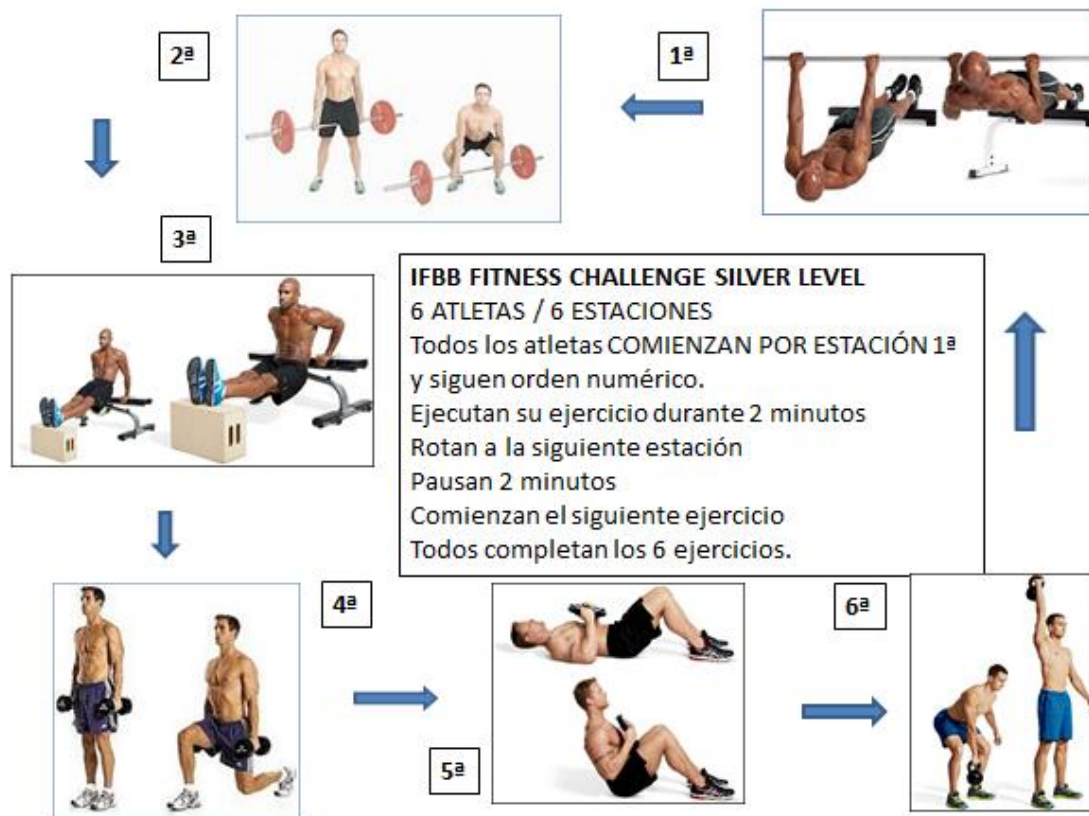 2ª
1ª
3ª
IFBB FITNESS CHALLENGE SILVER LEVEL
6 ATLETAS / 6 ESTACIONES
Todos los atletas COMIENZAN POR ESTACIÓN 1ª
y siguen orden numérico.
Ejecutan su ejercicio durante 2 minutos
Rotan a la siguiente estación
Pausan 2 minutos
Comienzan el siguiente ejercicio
Todos completan los 6 ejercicios.
4ª
6ª
5ª